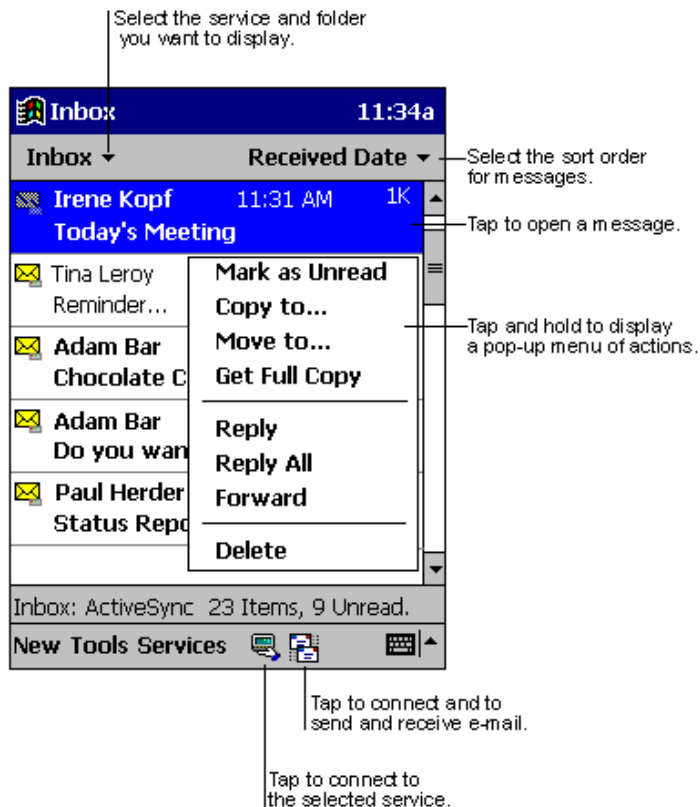 Select the service and folder
you want to display.
Inbox 11:34a
Inbox Received Date
Select the sort order
for messages.
Irene Kopf 11:31 AM 1K
Today's Meeting
Tap to open a message.
Tina Leroy
Reminder...
Adam Bar
Chocolate C
Adam Bar
Do you wan
Paul Herder
Status Repo
Mark as Unread
Copy to...
Move to...
Get Full Copy
Reply
Reply All
Forward
Delete
Tap and hold to display
a pop-up menu of actions.
Inbox: ActiveSync 23 Items, 9 Unread.
New Tools Services
Tap to connect and to
send and receive e-mail.
Tap to connect to
the selected service.